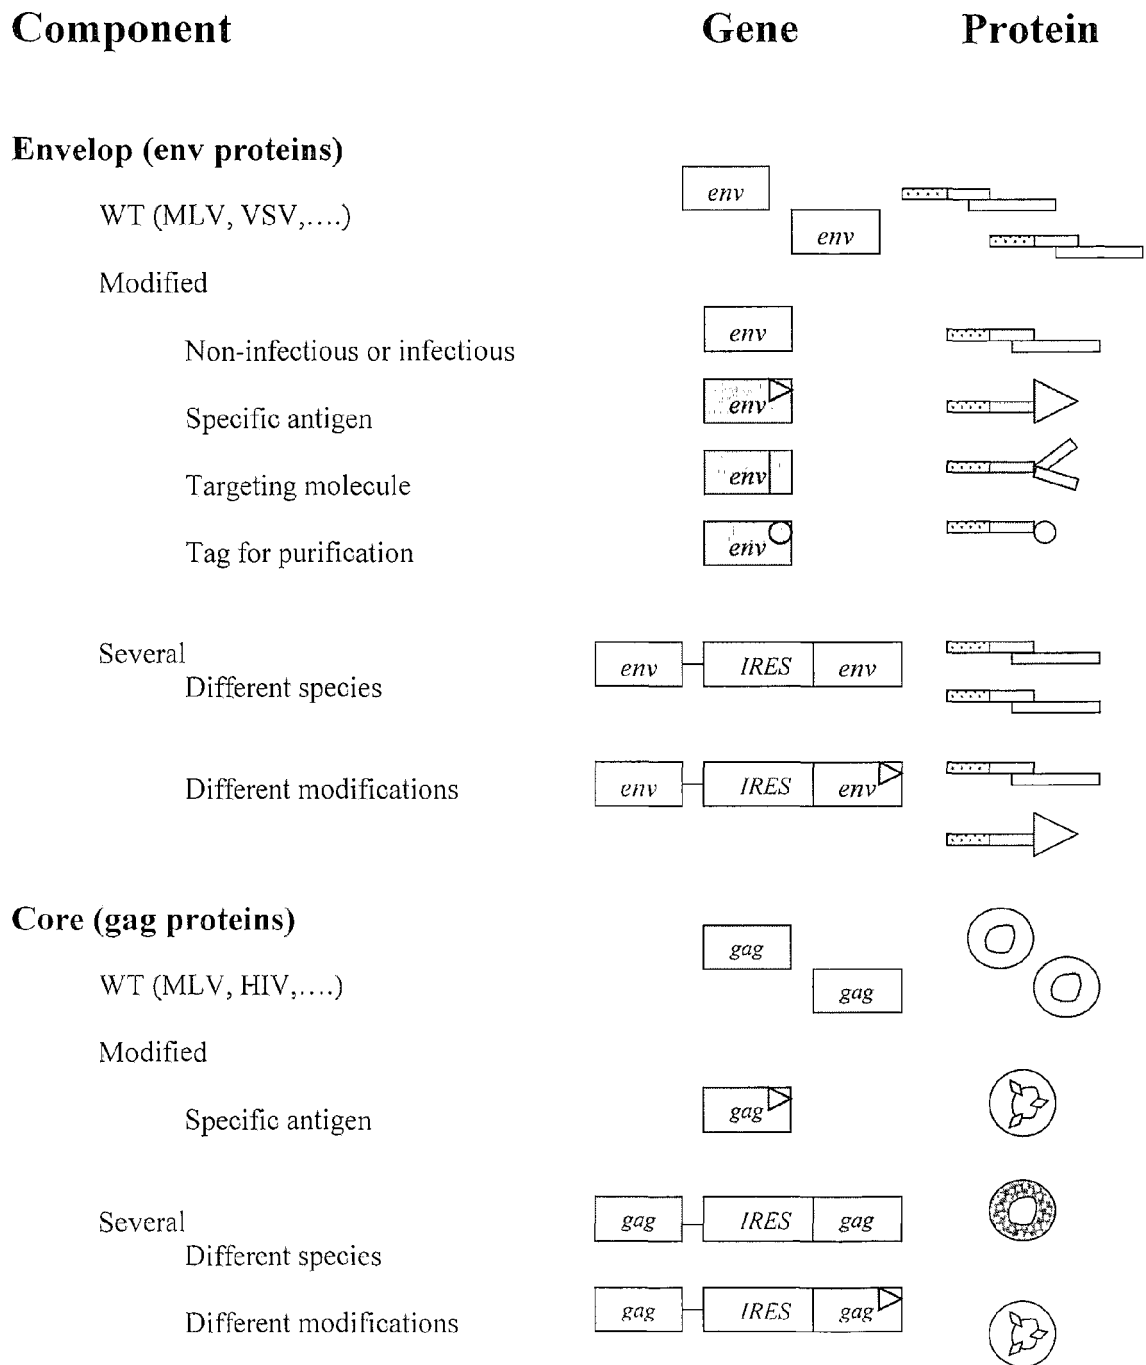 Component Gene Protein
Envelop (env proteins)
env
WT (MLV, VSV,....)
env
Modified
env
Non-infectious or infectious
env
Specific antigen
env
Targeting molecule
env
Tag for purification
Several
env IRES env
Different species
env IRES env
Different modifications
Core (gag proteins)
gag
WT (MLV, HIV,....)
gag
Modified
gag
Specific antigen
Several
gag IRES gag
Different species
gag IRES gag
Different modifications